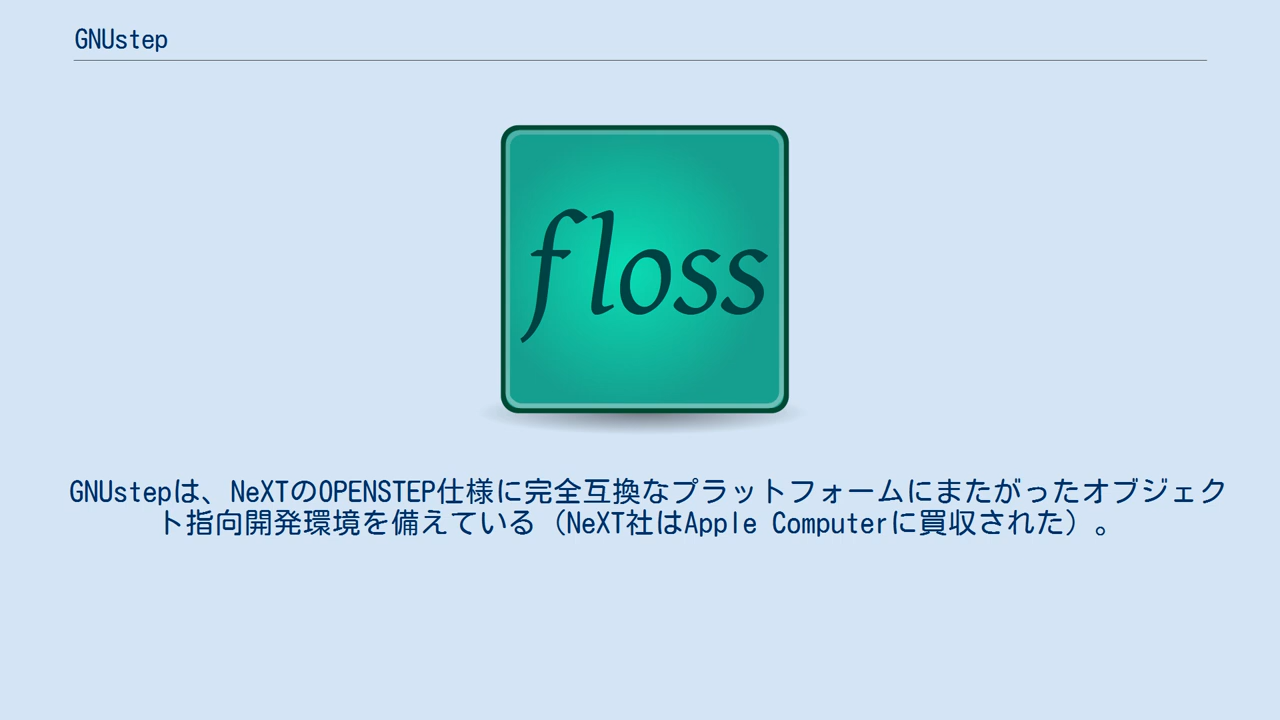 GNUstep
floss
GNUstepは、NeXTのOPENSTEP仕様に完全互換なプラットフォームにまたがったオブジェク
ト指向開発環境を備えている（NeXT社はApple Computerに買収された）。